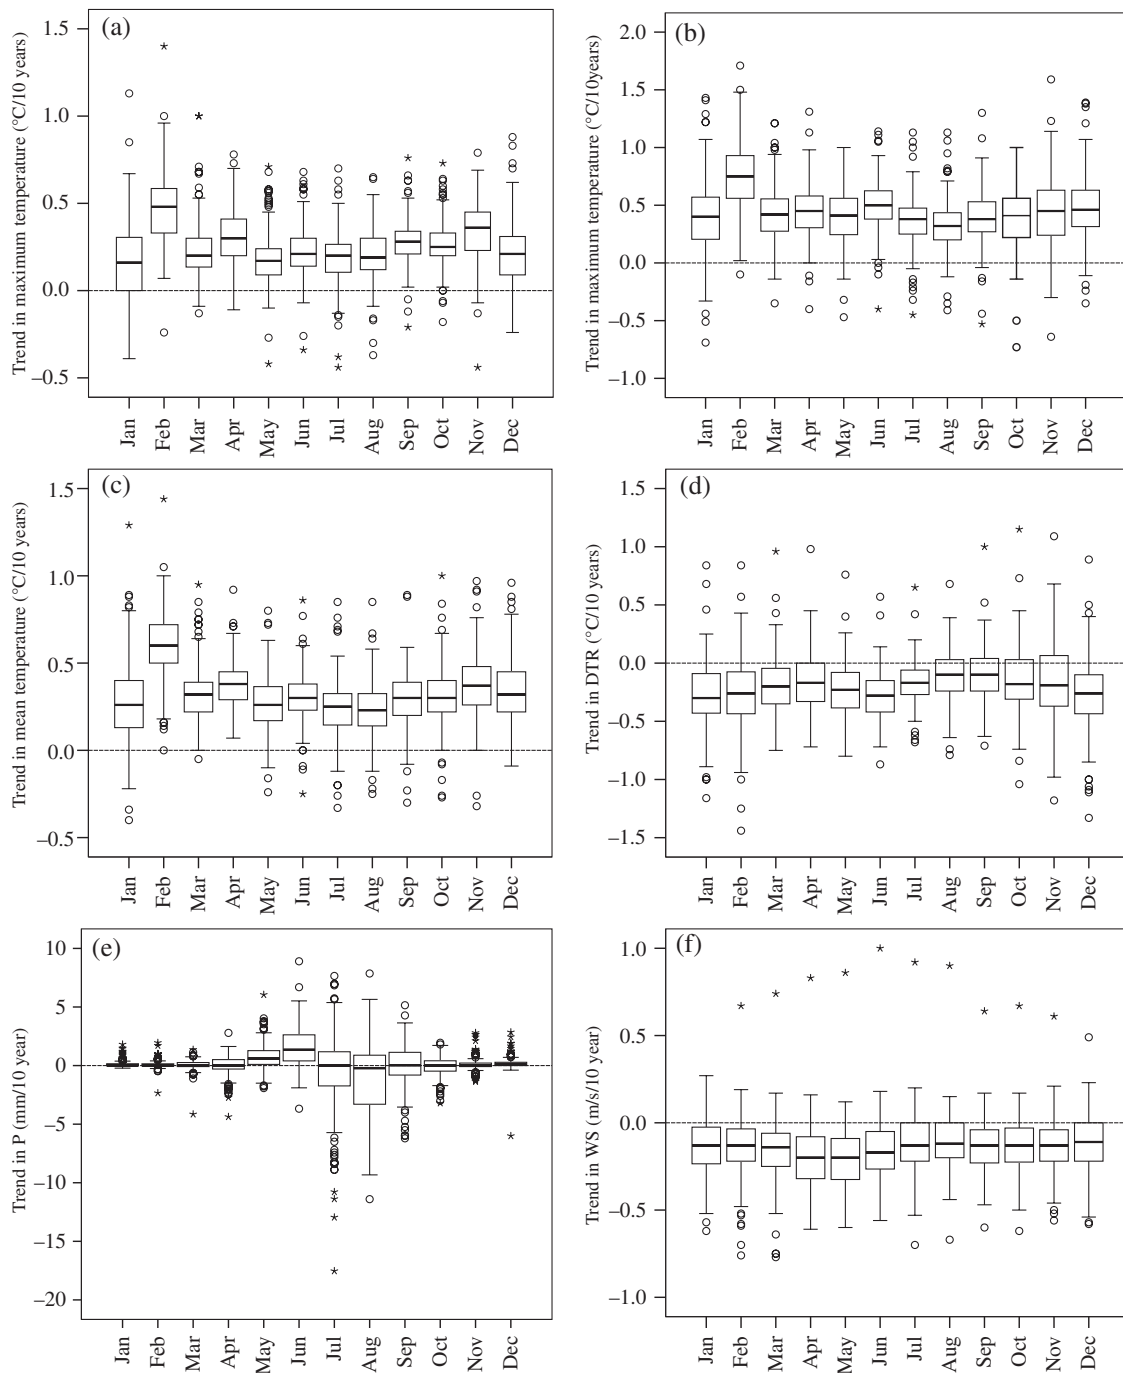 (a)
Trend in maximum temperature (°C/10 years)
1.5
1.0
0.5
0.0
–0.5
Jan Feb Mar Apr May Jun Jul Aug Sep Oct Nov Dec
(b)
Trend in maximum temperature (°C/10years)
2.0
1.5
1.0
0.5
0.0
–0.5
–1.0
Jan Feb Mar Apr May Jun Jul Aug Sep Oct Nov Dec
(c)
Trend in mean temperature (°C/10 years)
1.5
1.0
0.5
0.0
–0.5
Jan Feb Mar Apr May Jun Jul Aug Sep Oct Nov Dec
(d)
Trend in DTR (°C/10 years)
1.5
1.0
0.5
–0.0
–0.5
–1.0
–1.5
Jan Feb Mar Apr May Jun Jul Aug Sep Oct Nov Dec
(e)
Trend in P (mm/10 year)
10
5
0
–5
–10
–15
–20
Jan Feb Mar Apr May Jun Jul Aug Sep Oct Nov Dec
(f)
Trend in WS (m/s/10 year)
1.0
0.5
–0.0
–0.5
–1.0
Jan Feb Mar Apr May Jun Jul Aug Sep Oct Nov Dec